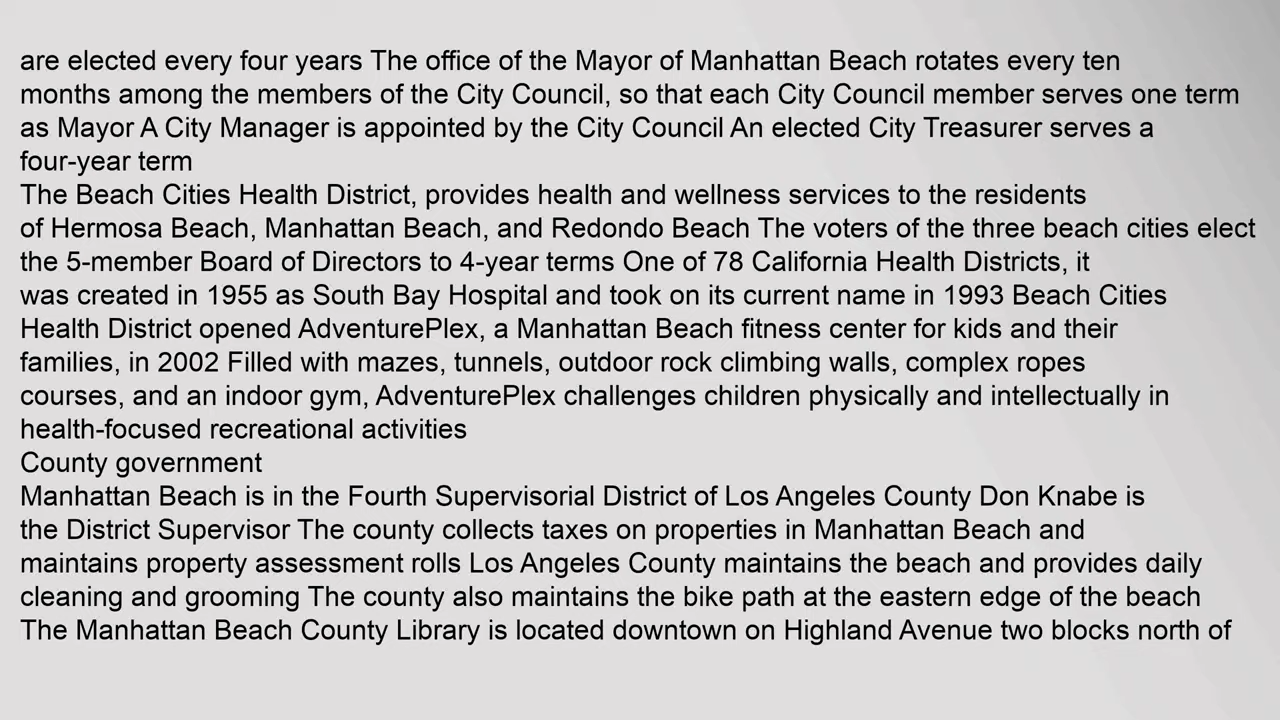 are elected every four years The office of the Mayor of Manhattan Beach rotates every ten
months among the members of the City Council, so that each City Council member serves one term
as Mayor A City Manager is appointed by the City Council An elected City Treasurer serves a
four-year term
The Beach Cities Health District, provides health and wellness services to the residents
of Hermosa Beach, Manhattan Beach, and Redondo Beach The voters of the three beach cities elect
the 5-member Board of Directors to 4-year terms One of 78 California Health Districts, it
was created in 1955 as South Bay Hospital and took on its current name in 1993 Beach Cities
Health District opened AdventurePlex, a Manhattan Beach fitness center for kids and their
families, in 2002 Filled with mazes, tunnels, outdoor rock climbing walls, complex ropes
courses, and an indoor gym, AdventurePlex challenges children physically and intellectually in
health-focused recreational activities
County government
Manhattan Beach is in the Fourth Supervisorial District of Los Angeles County Don Knabe is
the District Supervisor The county collects taxes on properties in Manhattan Beach and
maintains property assessment rolls Los Angeles County maintains the beach and provides daily
cleaning and grooming The county also maintains the bike path at the eastern edge of the beach
The Manhattan Beach County Library is located downtown on Highland Avenue two blocks north of